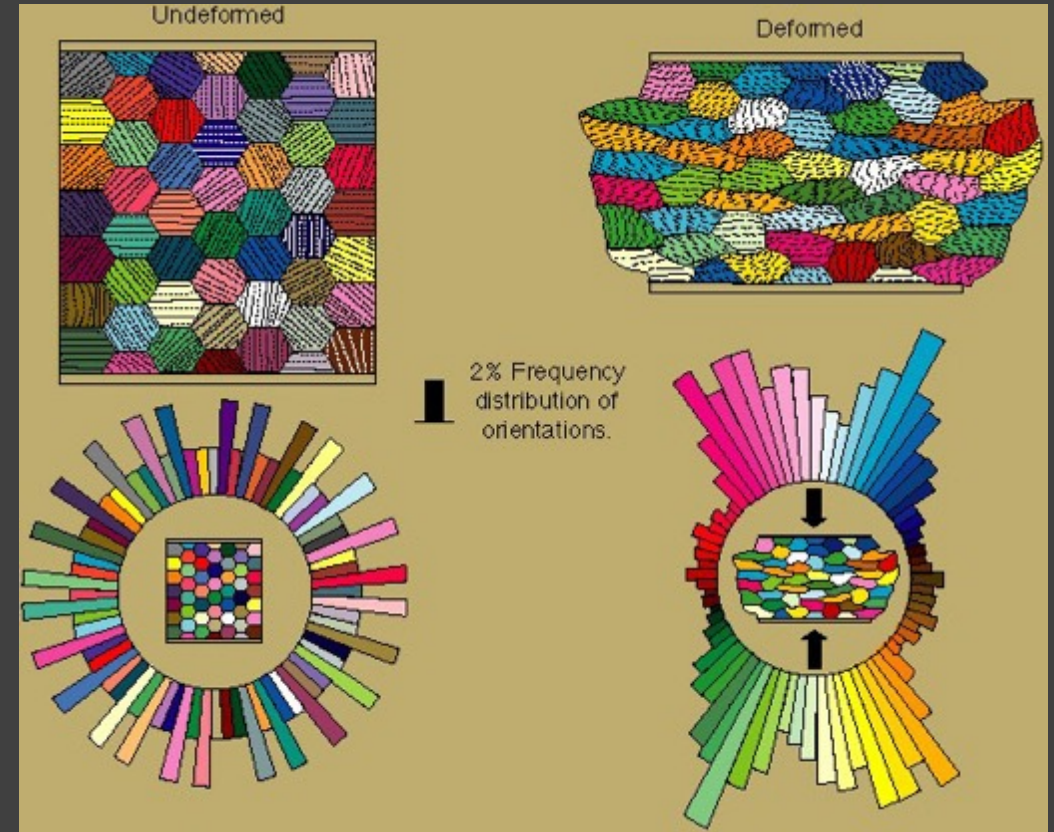 Undeformed
Deformed
2% Frequency
distribution of
orientations.